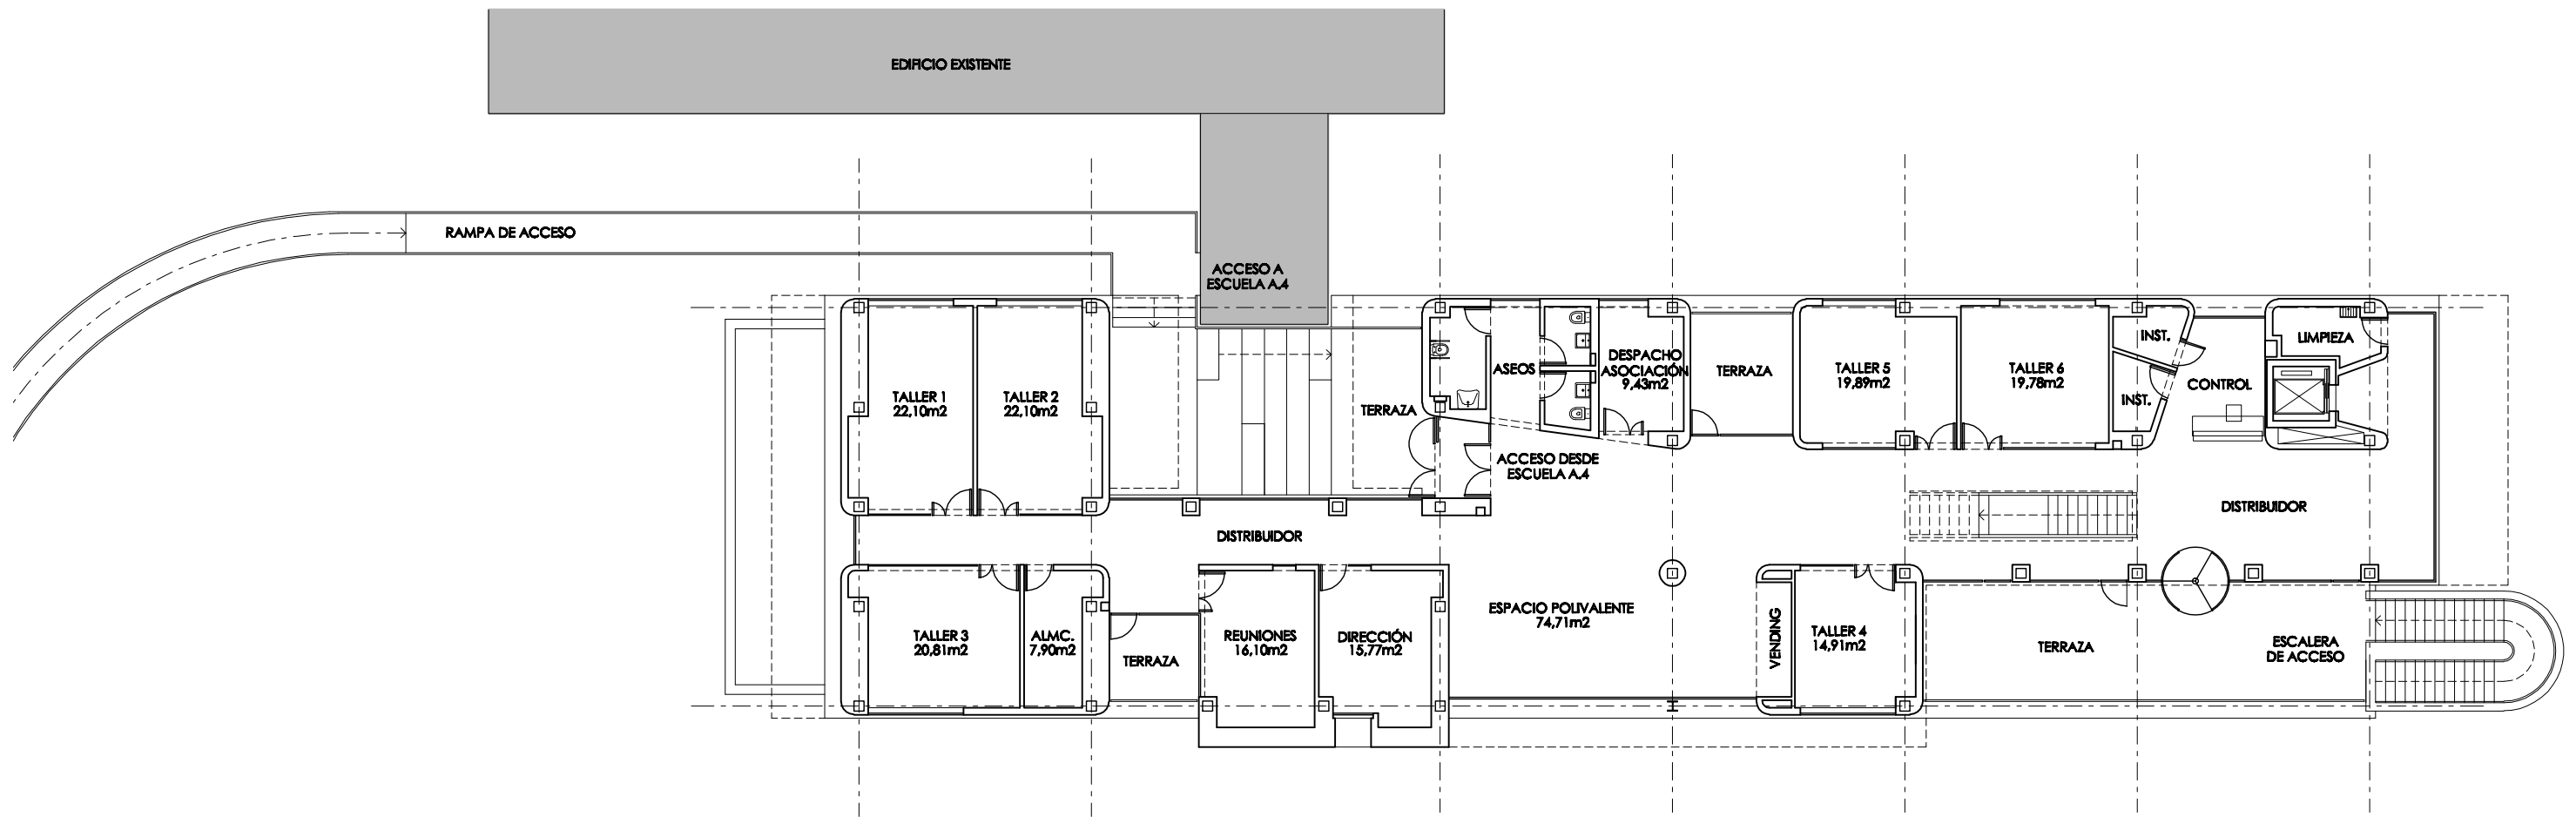 EDIFICIO EXISTENTE
RAMPA DE ACCESO
ACCESO A
ESCUELA A.4
TALLER 1
22,10m2
TALLER 2
22,10m2
TERRAZA
ASEOS
DESPACHO
ASOCIACIÓN
9,43m2
TERRAZA
TALLER 5
19,89m2
TALLER 6
19,78m2
INST.
INST.
CONTROL
LIMPIEZA
ACCESO DESDE
ESCUELA A.4
DISTRIBUIDOR
DISTRIBUIDOR
TALLER 3
20,81m2
ALMC.
7,90m2
TERRAZA
REUNIONES
16,10m2
DIRECCIÓN
15,77m2
ESPACIO POLIVALENTE
74,71m2
VENDING
TALLER 4
14,91m2
TERRAZA
ESCALERA
DE ACCESO